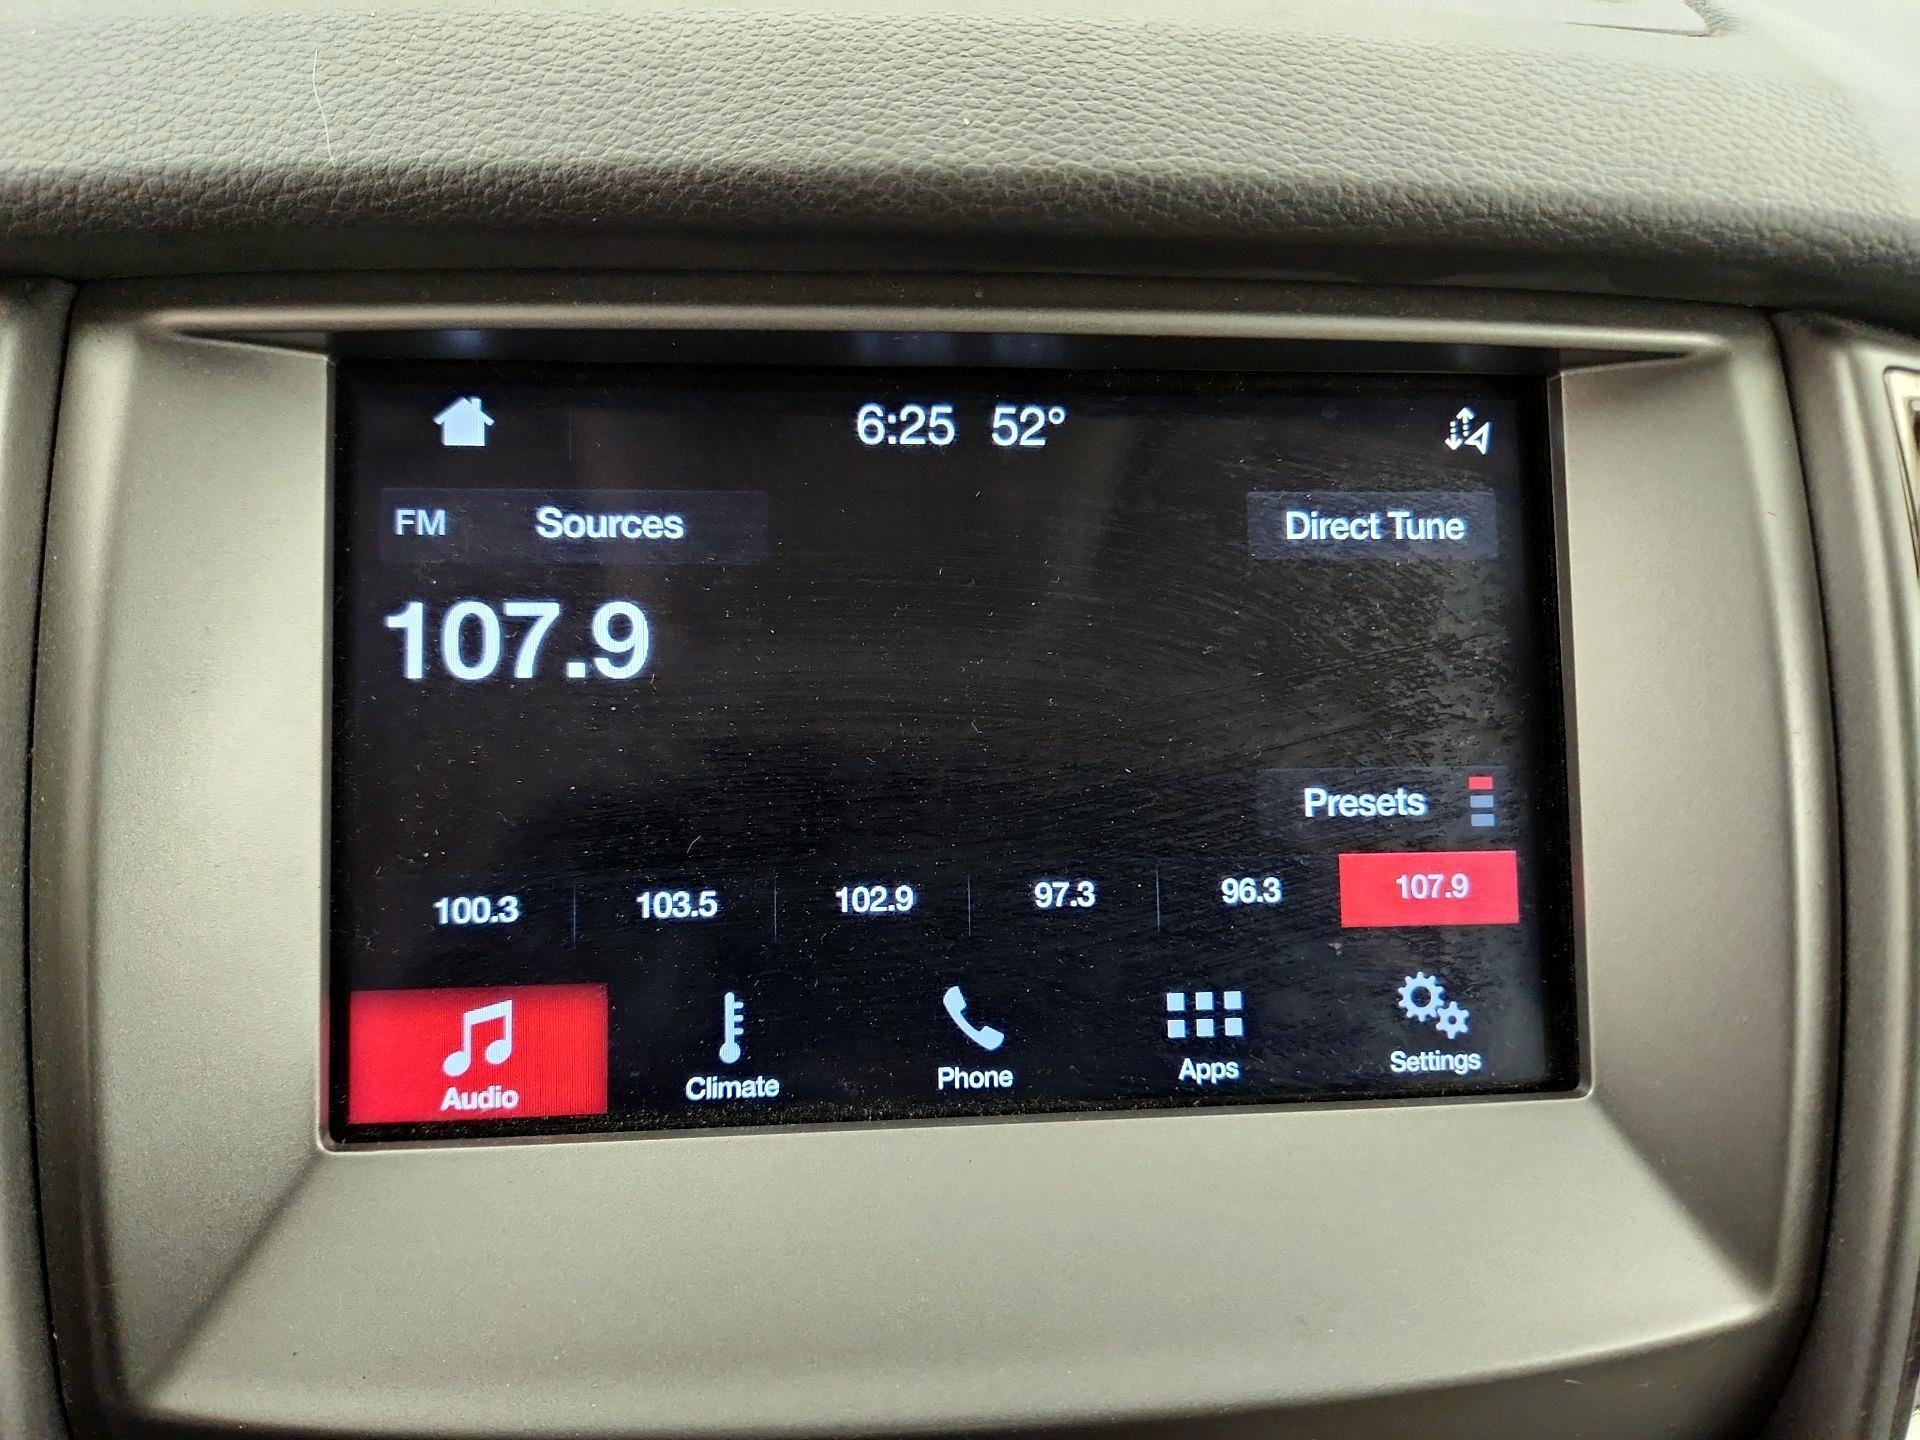 6:25 52°
FM Sources Direct Tune
107.9
Presets
100.3 103.5 102.9 97.3 96.3 107.9
Audio Climate Phone Apps Settings